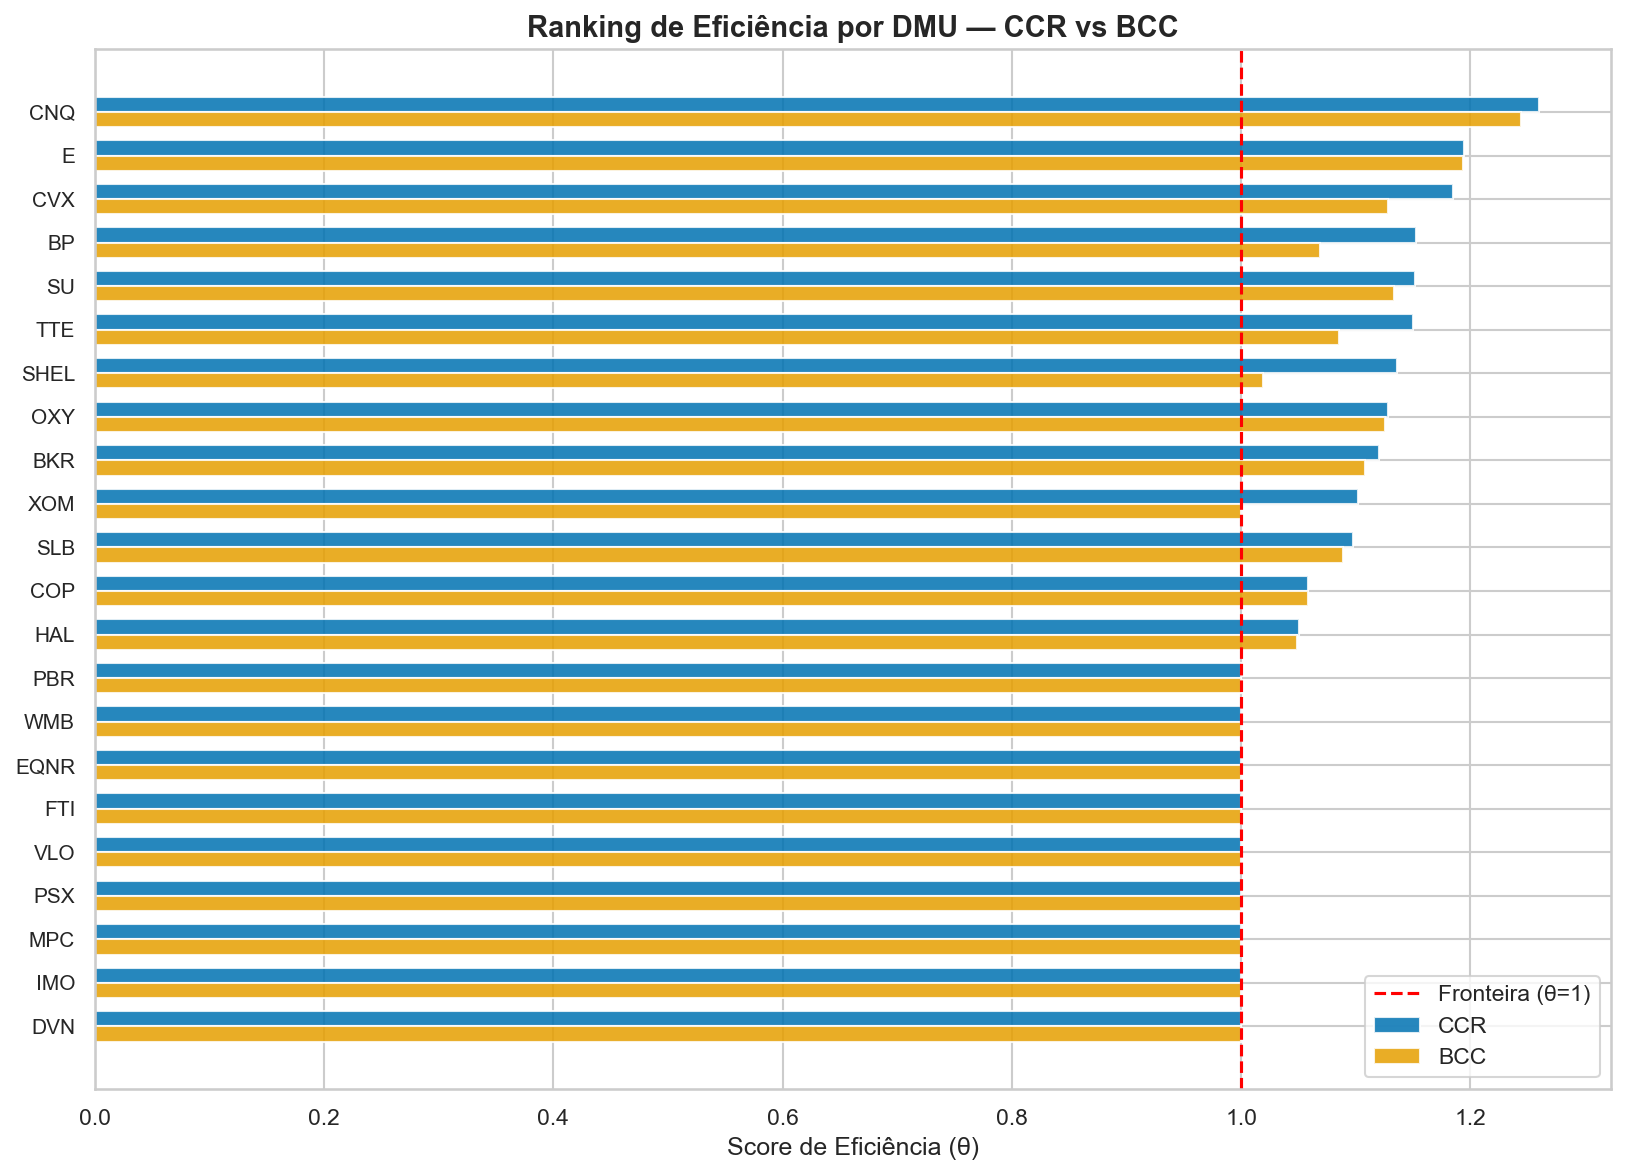 Ranking de Eficiência por DMU — CCR vs BCC
CNQ
E
CVX
BP
SU
TTE
SHEL
OXY
BKR
XOM
SLB
COP
HAL
PBR
WMB
EQNR
FTI
VLO
PSX
MPC
IMO
DVN
Fronteira (θ=1)
CCR
BCC
0.0 0.2 0.4 0.6 0.8 1.0 1.2
Score de Eficiência (θ)